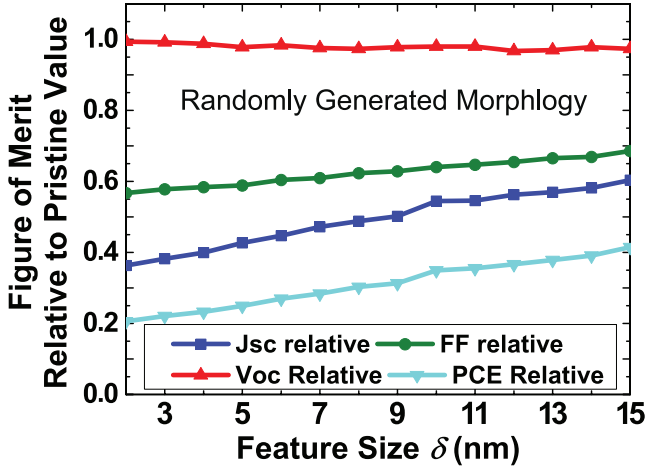 Figure of Merit
Relative to Pristine Value
1.0
0.8
0.6
0.4
0.2
0.0
Randomly Generated Morphlogy
Jsc relative
FF relative
Voc Relative
PCE Relative
3 5 7 9 11 13 15
Feature Size δ (nm)